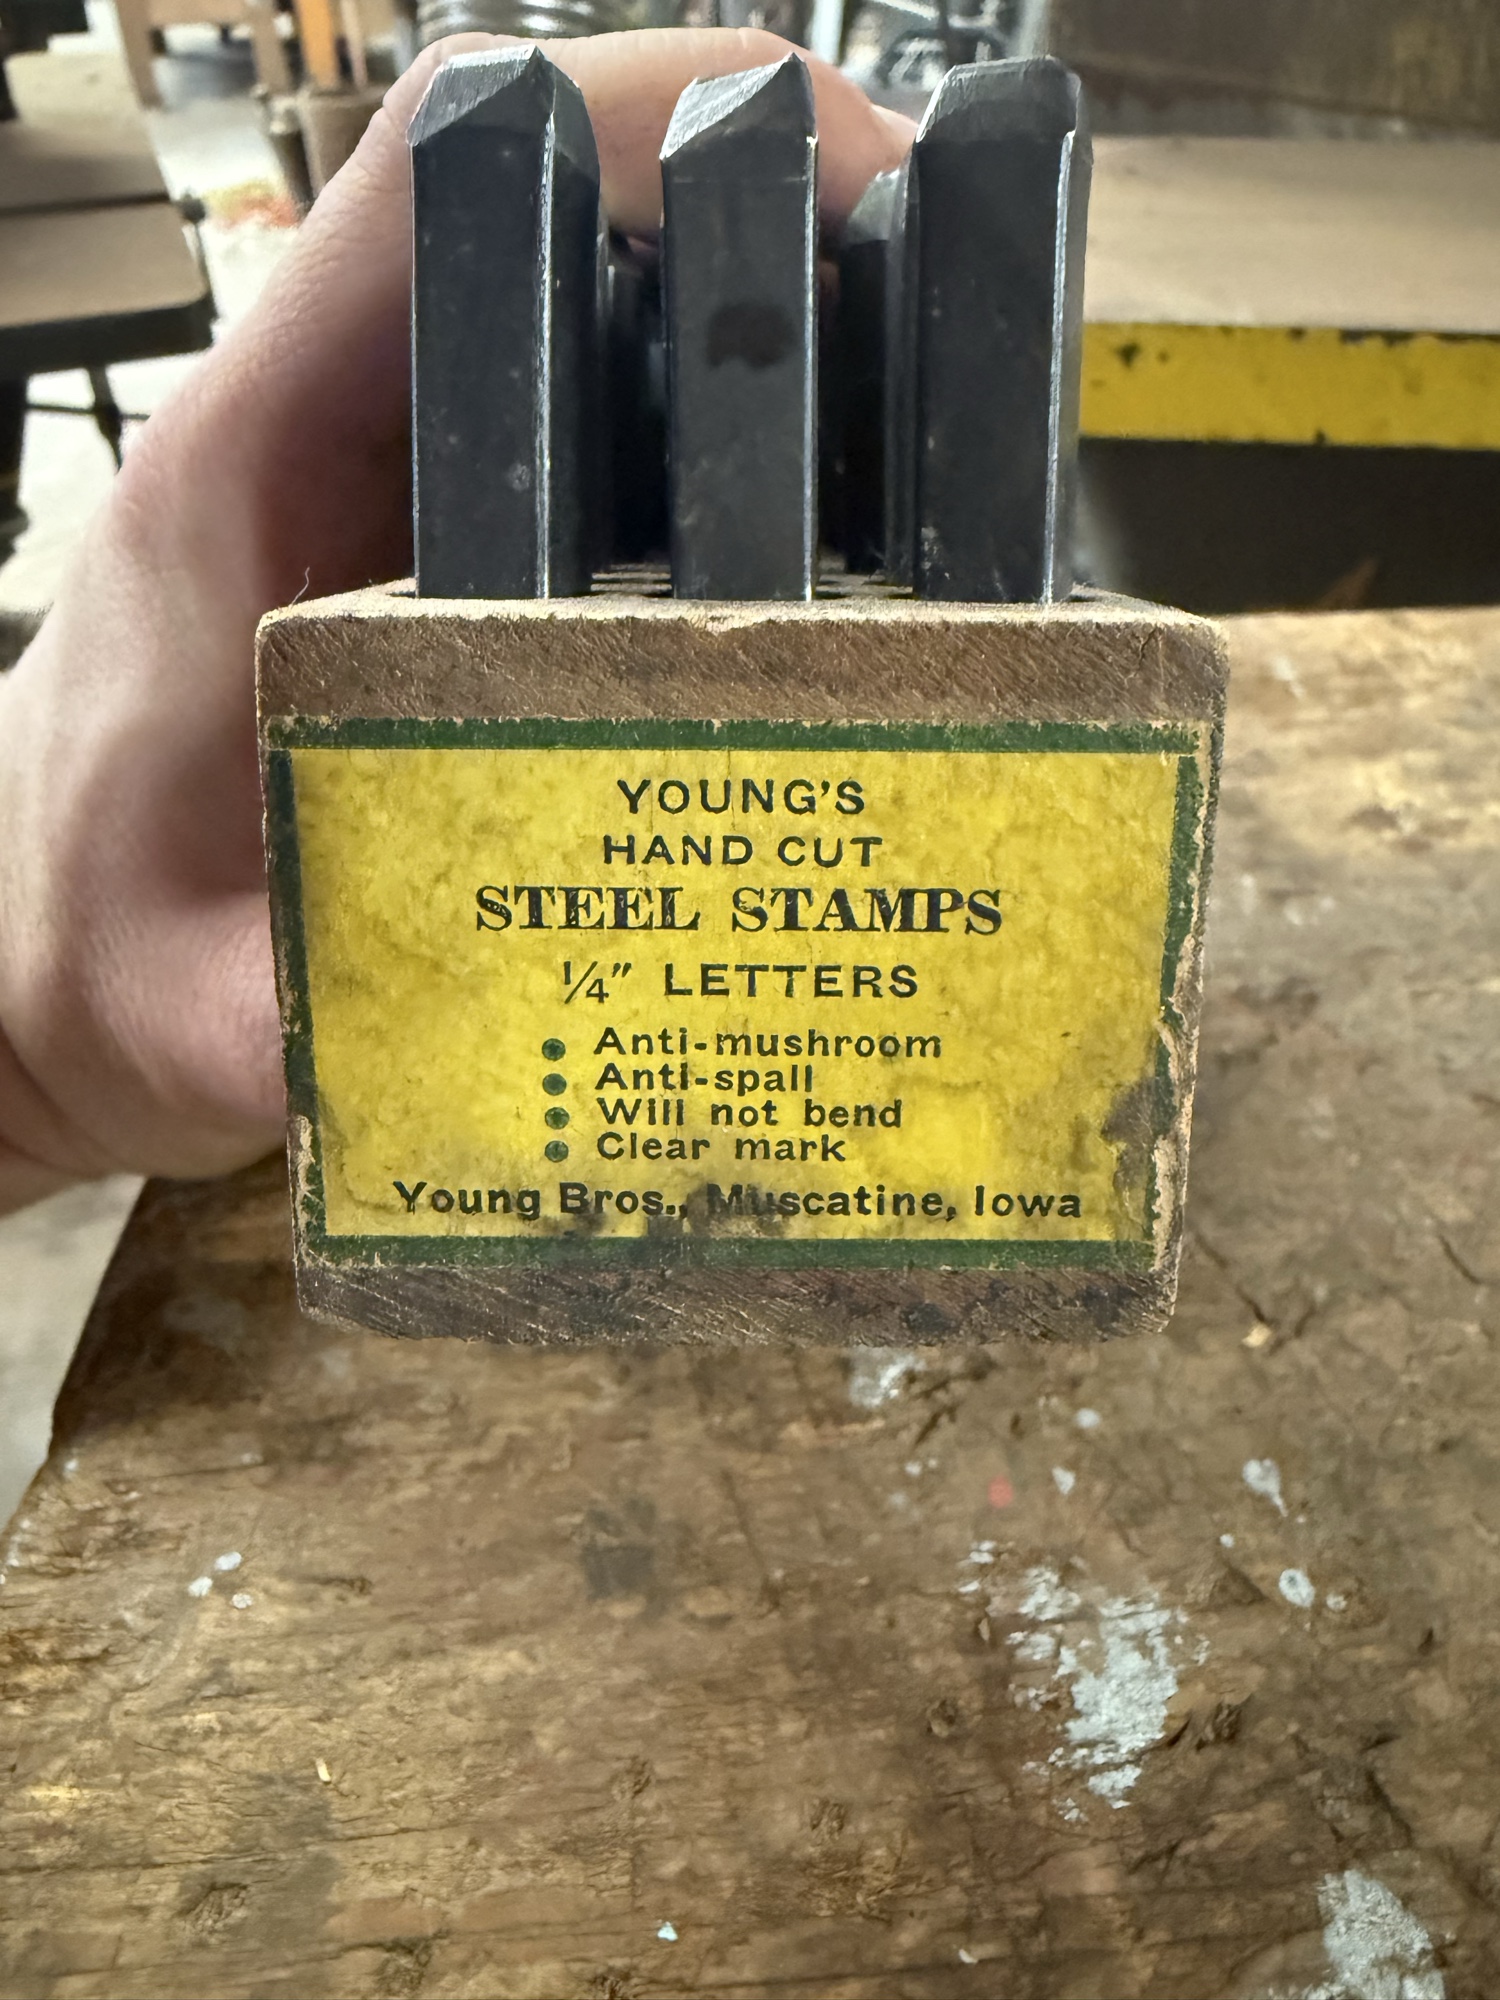 YOUNG'S
HAND CUT
STEEL STAMPS
1/4" LETTERS
• Anti-mushroom
• Anti-spall
• Will not bend
• Clear mark
Young Bros., Muscatine, Iowa